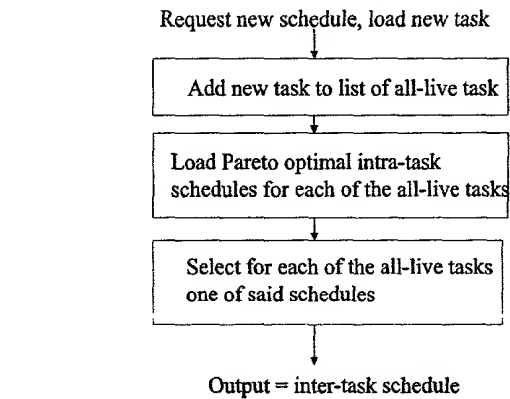 Request new schedule, load new task
Add new task to list of all-live task
Load Pareto optimal intra-task
schedules for each of the all-live tasks
Select for each of the all-live tasks
one of said schedules
Output = inter-task schedule